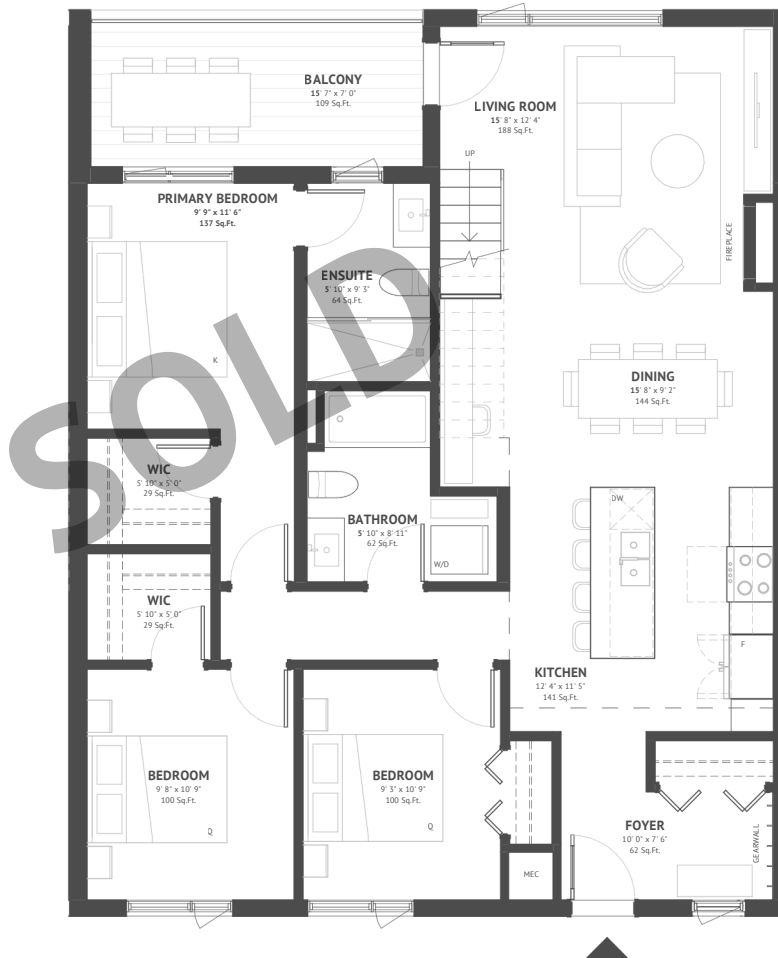 BALCONY
15' 7" x 7' 0"
109 Sq.Ft.
LIVING ROOM
15' 8" x 12' 4"
188 Sq.Ft.
UP
PRIMARY BEDROOM
9' 9" x 11' 6"
137 Sq.Ft.
FIREPLACE
ENSUITE
5' 10" x 9' 3"
64 Sq.Ft.
K
SOLD
DINING
15' 8" x 9' 2"
144 Sq.Ft.
WIC
5' 10" x 5' 0"
29 Sq.Ft.
DW
BATHROOM
5' 10" x 8' 11"
62 Sq.Ft.
W/D
WIC
5' 10" x 5' 0"
29 Sq.Ft.
F
KITCHEN
12' 4" x 11' 5"
141 Sq.Ft.
BEDROOM
9' 8" x 10' 9"
100 Sq.Ft.
Q
BEDROOM
9' 3" x 10' 9"
100 Sq.Ft.
Q
FOYER
10' 0" x 7' 6"
62 Sq.Ft.
GEARWALL
MEC